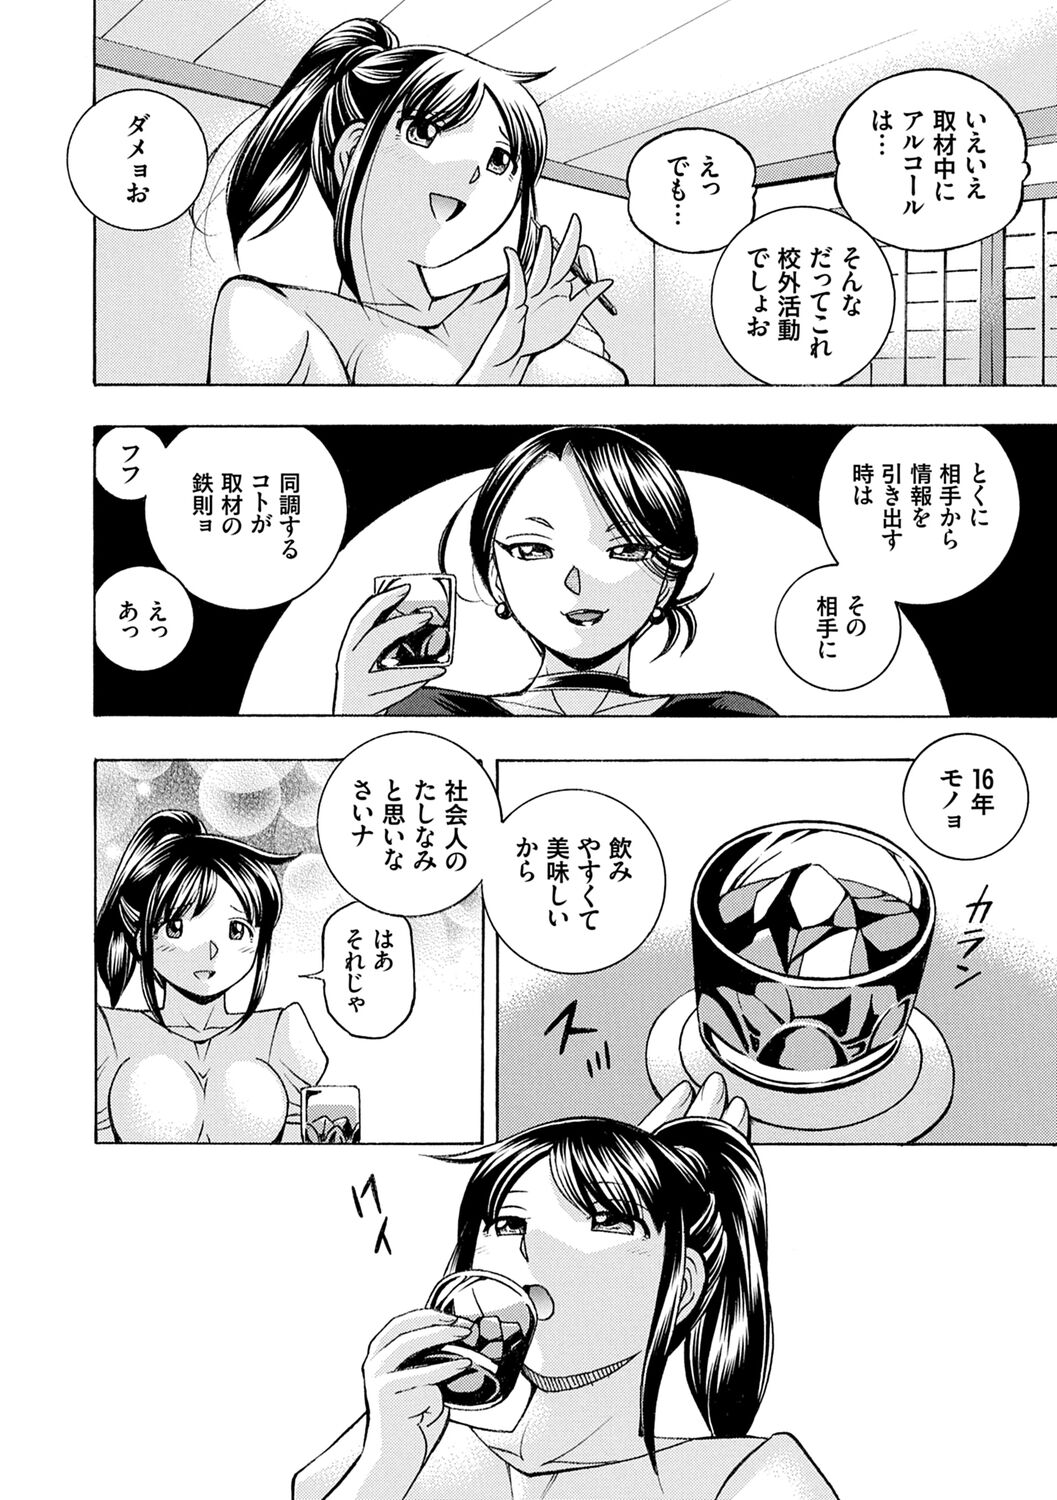 いえいえ
取材中に
アルコール
は…
そんな
だってこれ
校外活動
でしょお
えっ
でも…
ダメョお
とくに
相手から
情報を
引き出す
時は
その
相手に
同調する
コトが
取材の
鉄則ョ
フフ
えっ
あっ
16年
モノョ
カラン
飲み
やすくて
美味しい
から
ズッ
社会人の
たしなみ
と思いな
さいナ
はあ
それじゃ